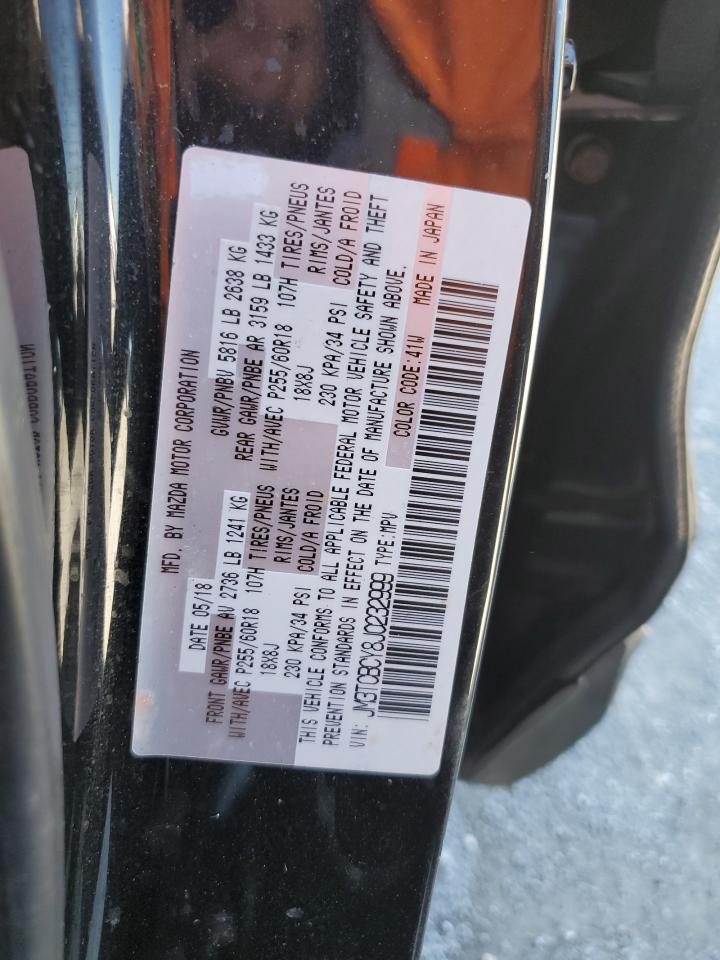 MFD. BY MAZDA MOTOR CORPORATION
DATE 05/18 GVWR/PNBV 5816 LB 2638 KG
FRONT GAWR/PNBE AV 2736 LB 1241 KG REAR GAWR/PNBE AR 3159 LB 1433 KG
WITH/AVEC P255/60R18 107H TIRES/PNEUS WITH/AVEC P255/60R18 107H TIRES/PNEUS
18X8J RIMS/JANTES 18X8J RIMS/JANTES
230 KPA/34 PSI COLD/A FROID 230 KPA/34 PSI COLD/A FROID
THIS VEHICLE CONFORMS TO ALL APPLICABLE FEDERAL MOTOR VEHICLE SAFETY AND THEFT
PREVENTION STANDARDS IN EFFECT ON THE DATE OF MANUFACTURE SHOWN ABOVE.
VIN: JM3TCBCY8J0232999 TYPE:MPV COLOR CODE:41W MADE IN JAPAN